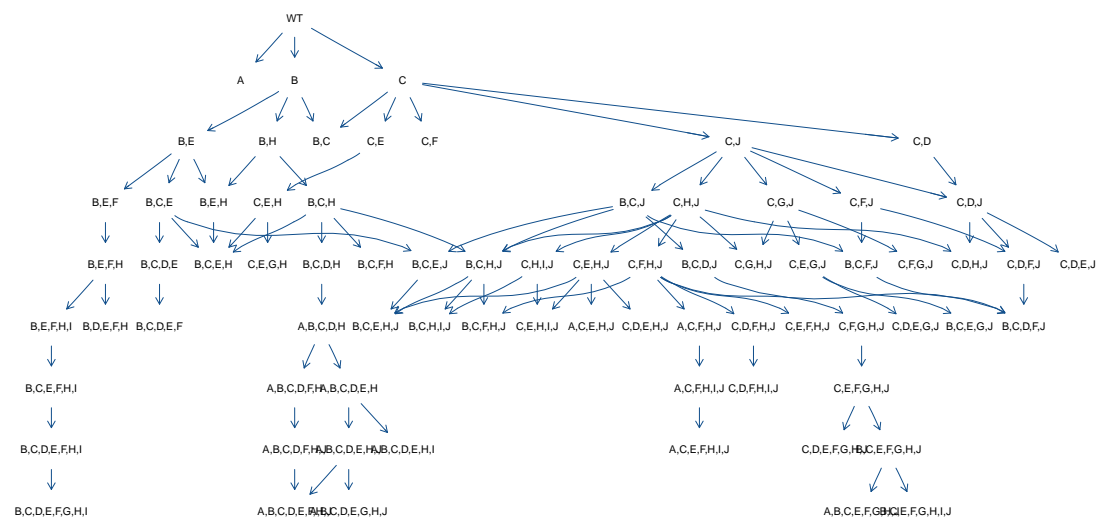 WT
A B C
B,E B,H B,C C,E C,F C,J C,D
B,E,F B,C,E B,E,H C,E,H B,C,H B,C,J C,H,J C,G,J C,F,J C,D,J
B,E,F,H B,C,D,E B,C,E,H C,E,G,H B,C,D,H B,C,F,H B,C,E,J B,C,H,J C,H,I,J C,E,H,J C,F,H,J B,C,D,J C,G,H,J C,E,G,J B,C,F,J C,F,G,J C,D,H,J C,D,F,J C,D,E,J
B,E,F,H,I B,D,E,F,H B,C,D,E,F A,B,C,D,H B,C,E,H,J B,C,H,I,J B,C,F,H,J C,E,H,I,J A,C,E,H,J C,D,E,H,J A,C,F,H,J C,D,F,H,J C,E,F,H,J C,F,G,H,J C,D,E,G,J B,C,E,G,J B,C,D,F,J
B,C,E,F,H,I A,B,C,D,F,H A,B,C,D,E,H A,C,F,H,I,J C,D,F,H,I,J C,E,F,G,H,J
B,C,D,E,F,H,I A,B,C,D,F,H,J A,B,C,D,E,H,J A,B,C,D,E,H,I A,C,E,F,H,I,J C,D,E,F,G,H,J B,C,E,F,G,H,J
B,C,D,E,F,G,H,I A,B,C,D,E,F,H,J A,B,C,D,E,G,H,J A,B,C,E,F,G,H,J B,C,E,F,G,H,I,J